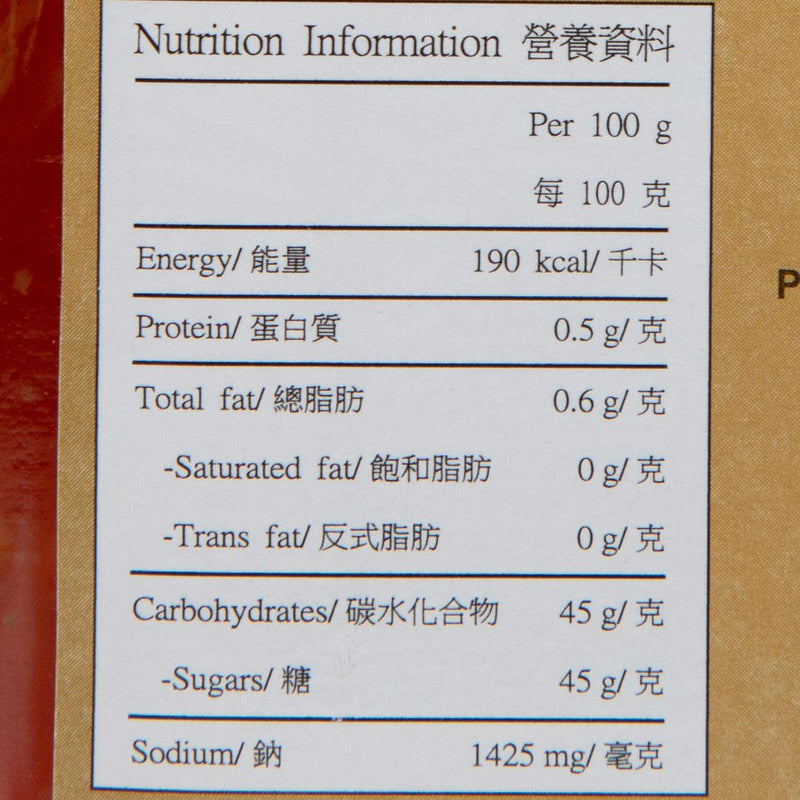 Nutrition Information 營養資料
Per 100 g
每 100 克
Energy/ 能量 190 kcal/ 千卡
Protein/ 蛋白質 0.5 g/ 克
Total fat/ 總脂肪 0.6 g/ 克
-Saturated fat/ 飽和脂肪 0 g/ 克
-Trans fat/ 反式脂肪 0 g/ 克
Carbohydrates/ 碳水化合物 45 g/ 克
-Sugars/ 糖 45 g/ 克
Sodium/ 鈉 1425 mg/ 毫克
P